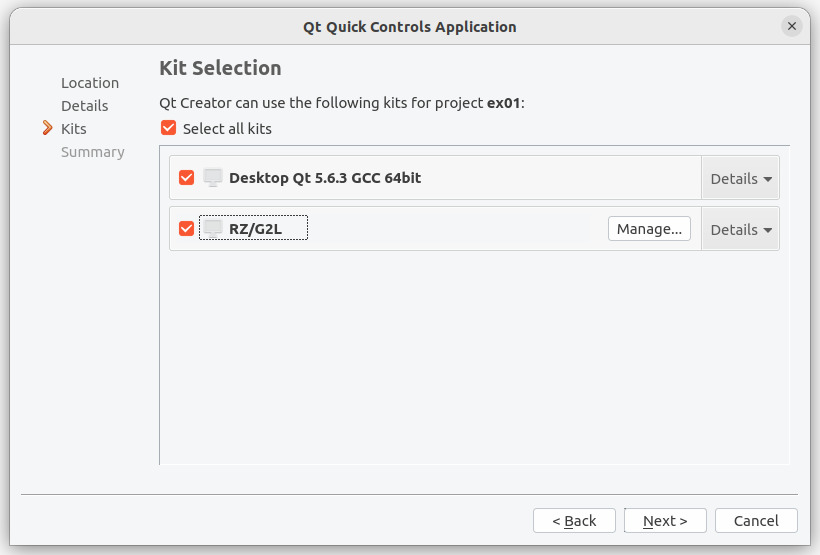 Qt Quick Controls Application
Location
Details
Kits
Summary
Kit Selection
Qt Creator can use the following kits for project ex01:
Select all kits
Desktop Qt 5.6.3 GCC 64bit Details
RZ/G2L Manage... Details
< Back Next > Cancel